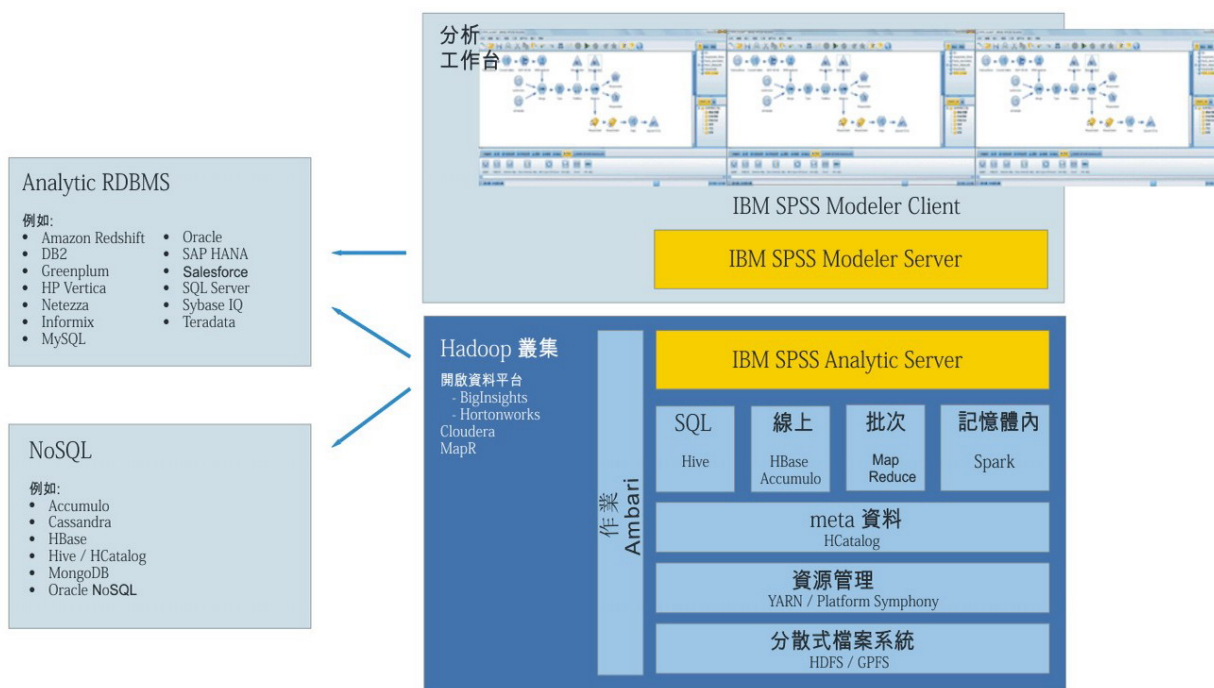 分析
工作台
IBM SPSS Modeler Client
IBM SPSS Modeler Server
Analytic RDBMS
例如:
• Amazon Redshift
• DB2
• Greenplum
• HP Vertica
• Netezza
• Informix
• MySQL
• Oracle
• SAP HANA
• Salesforce
• SQL Server
• Sybase IQ
• Teradata
NoSQL
例如:
• Accumulo
• Cassandra
• HBase
• Hive / HCatalog
• MongoDB
• Oracle NoSQL
Hadoop 叢集
開啟資料平台
- BigInsights
- Hortonworks
Cloudera
MapR
作業
Ambari
IBM SPSS Analytic Server
SQL
Hive
線上
HBase
Accumulo
批次
Map
Reduce
記憶體內
Spark
meta 資料
HCatalog
資源管理
YARN / Platform Symphony
分散式檔案系統
HDFS / GPFS